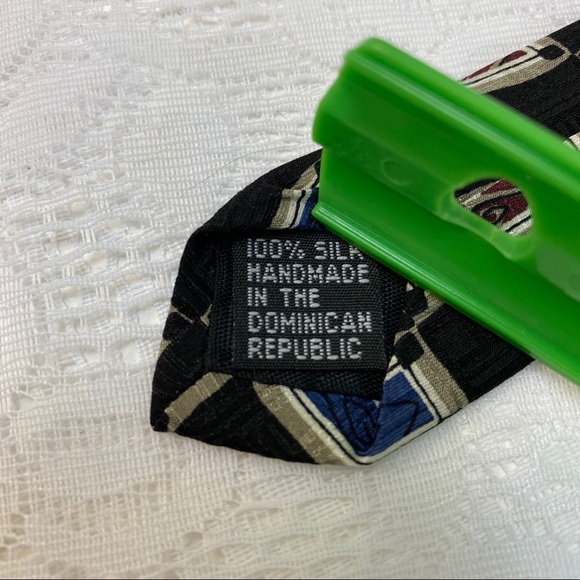 100% SILK
HANDMADE
IN THE
DOMINICAN
REPUBLIC